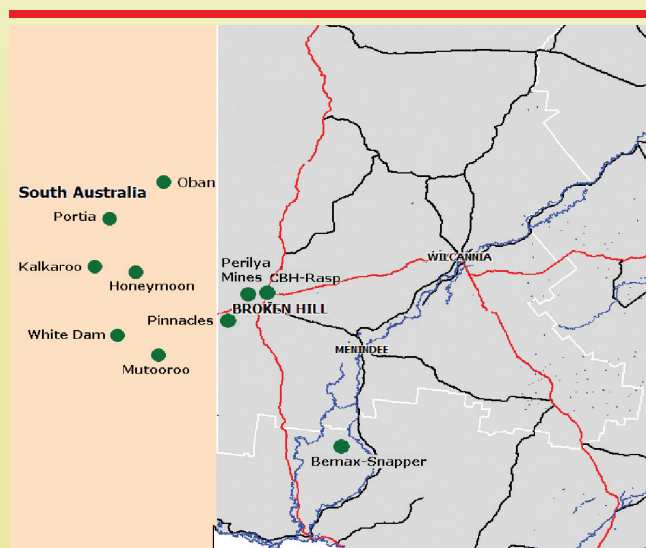 Oban
South Australia
Portia
Kalkaroo
Honeymoon
Perilya
Mines
CBH-Rasp
WILCANNIA
BROKEN HILL
Pinnacles
White Dam
Mutooroo
MENINDEE
Bemax-Snapper